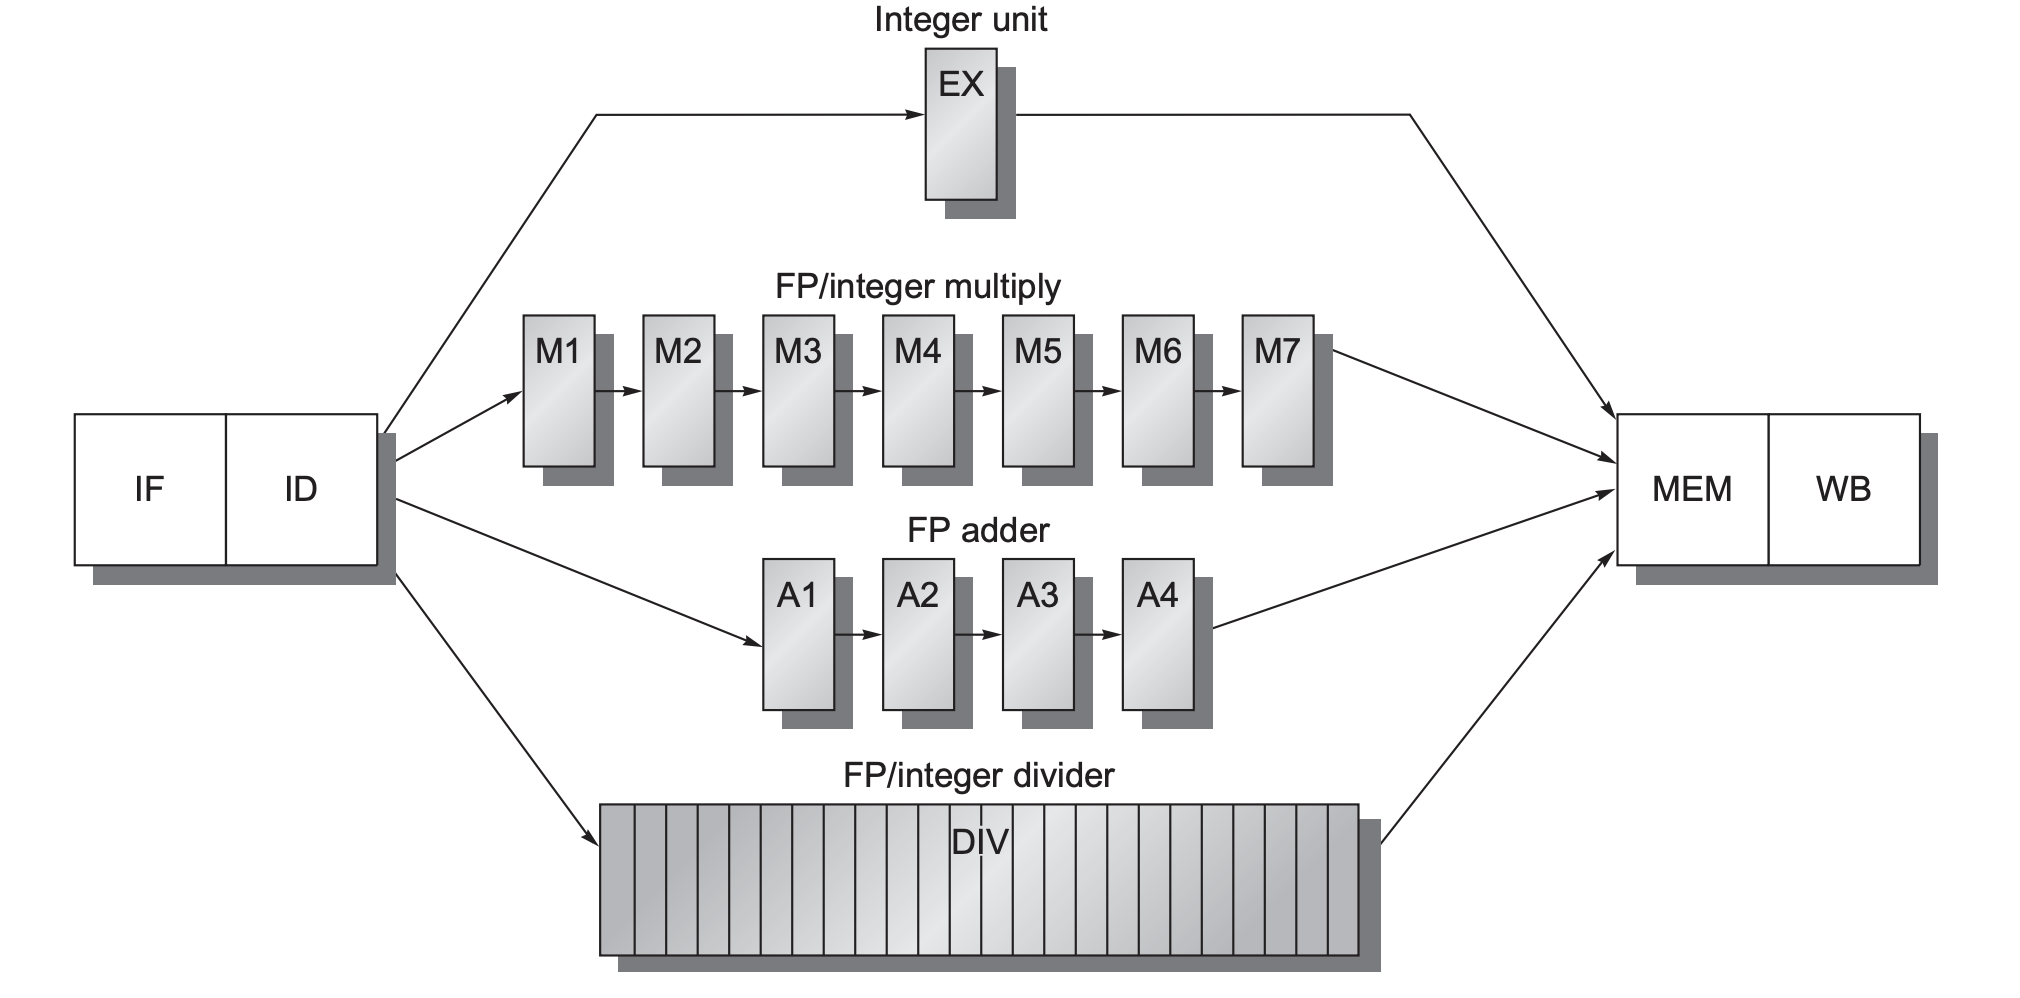 Integer unit
EX
FP/integer multiply
M1 M2 M3 M4 M5 M6 M7
IF ID
MEM WB
FP adder
A1 A2 A3 A4
FP/integer divider
DIV